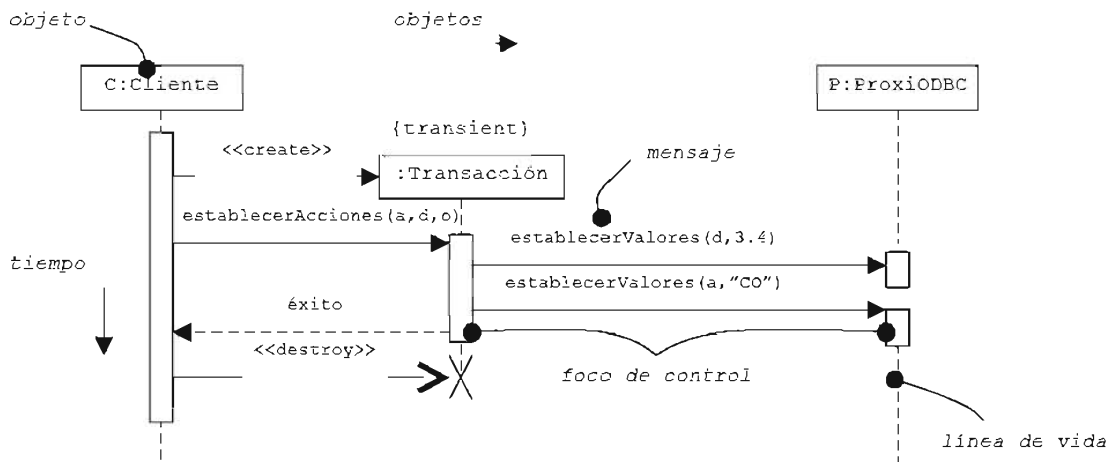 objeto
objetos
C:Cliente
P:ProxiODBC
{transient}
<<create>>
mensaje
:Transacción
establecerAcciones(a,d,o)
establecerValores(d,3.4)
tiempo
establecerValores(a,"CO")
éxito
<<destroy>>
foco de control
línea de vida